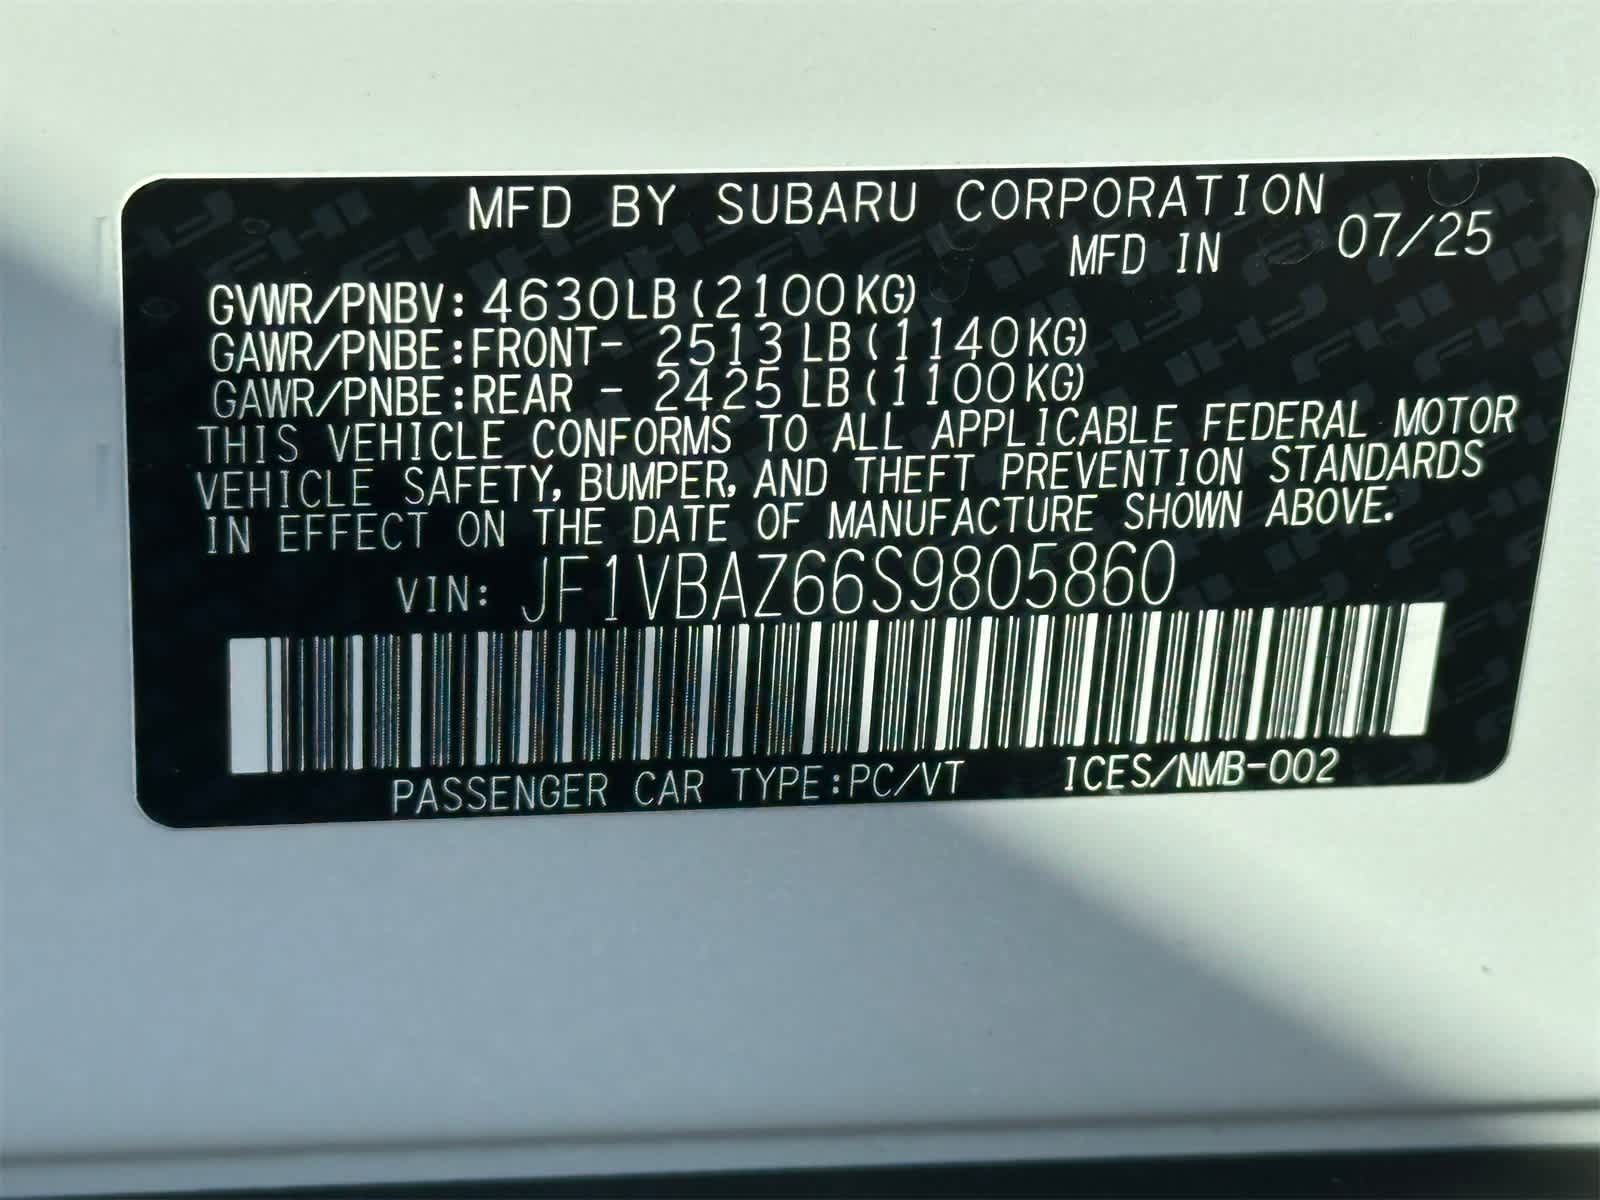 MFD BY SUBARU CORPORATION
MFD IN 07/25
GVWR/PNBV: 4630LB(2100KG)
GAWR/PNBE:FRONT- 2513LB(1140KG)
GAWR/PNBE:REAR - 2425LB(1100KG)
THIS VEHICLE CONFORMS TO ALL APPLICABLE FEDERAL MOTOR
VEHICLE SAFETY, BUMPER, AND THEFT PREVENTION STANDARDS
IN EFFECT ON THE DATE OF MANUFACTURE SHOWN ABOVE.
VIN: JF1VBAZ66S9805860
PASSENGER CAR TYPE:PC/VT ICES/NMB-002